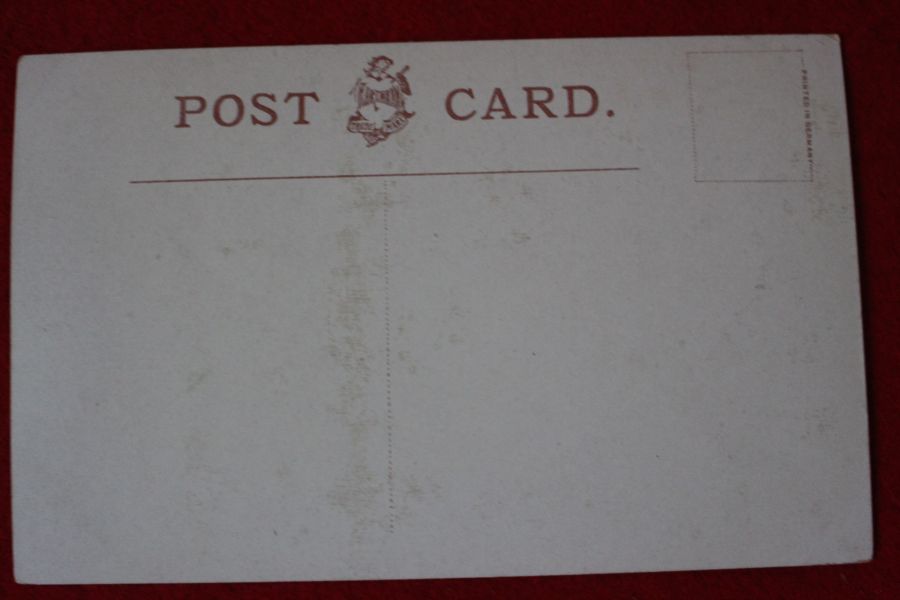 POST CARD.
PRINTED IN GERMANY